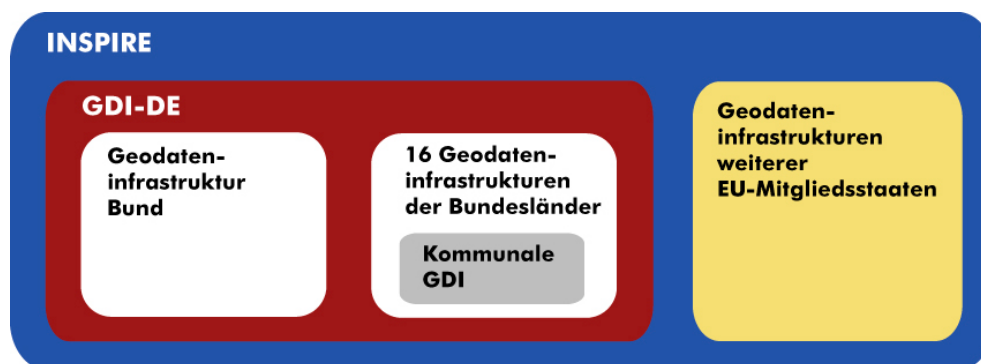 INSPIRE
GDI-DE
Geodaten-
infrastruktur
Bund
16 Geodaten-
infrastrukturen
der Bundesländer
Kommunale
GDI
Geodaten-
infrastrukturen
weiterer
EU-Mitgliedsstaaten